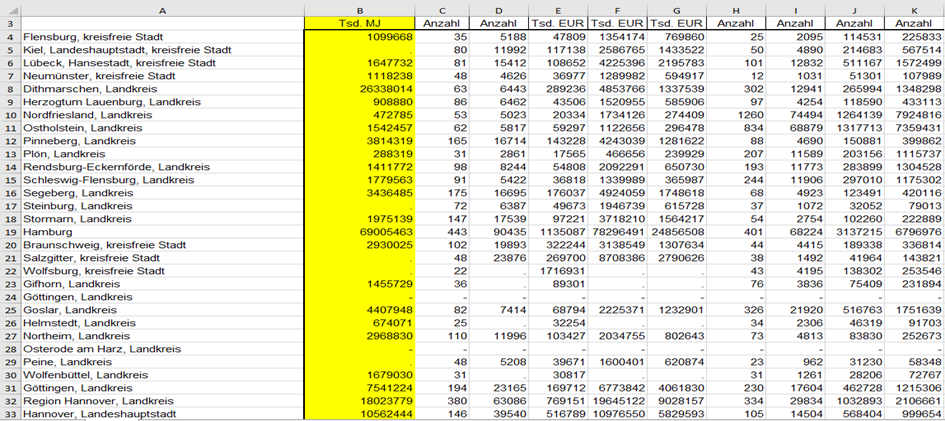 A B C D E F G H I J K
3 Tsd. MJ Anzahl Anzahl Tsd. EUR Tsd. EUR Tsd. EUR Anzahl Anzahl Anzahl Anzahl
4 Flensburg, kreisfreie Stadt 1099668 35 5188 47809 1354174 769860 25 2095 114531 225833
5 Kiel, Landeshauptstadt, kreisfreie Stadt . 80 11992 117138 2586765 1433522 50 4890 214683 567514
6 Lübeck, Hansestadt, kreisfreie Stadt 1647732 81 15412 108652 4225396 2195783 101 12832 511167 1572499
7 Neumünster, kreisfreie Stadt 1118238 48 4626 36977 1289982 594917 12 1031 51301 107989
8 Dithmarschen, Landkreis 26338014 63 6443 289236 4853766 1337539 302 12941 265994 1348298
9 Herzogtum Lauenburg, Landkreis 908880 86 6462 43506 1520955 585906 97 4254 118590 433113
10 Nordfriesland, Landkreis 472785 53 5023 20334 1734126 274409 1260 74494 1264139 7924816
11 Ostholstein, Landkreis 1542457 62 5817 59297 1122656 296478 834 68879 1317713 7359431
12 Pinneberg, Landkreis 3814319 165 16714 143228 4243039 1281622 88 4690 150881 399862
13 Plön, Landkreis 288319 31 2861 17565 466656 239929 207 11589 203156 1115737
14 Rendsburg-Eckernförde, Landkreis 1411772 98 8244 54808 2092291 650730 193 11773 283899 1304528
15 Schleswig-Flensburg, Landkreis 1779563 91 5422 36818 1339989 365987 244 11906 297010 1175302
16 Segeberg, Landkreis 3436485 175 16695 176037 4924059 1748618 68 4923 123491 420116
17 Steinburg, Landkreis . 72 6387 49673 1946739 615728 37 1072 32052 79013
18 Stormarn, Landkreis 1975139 147 17539 97221 3718210 1564217 54 2754 102260 222889
19 Hamburg 69005463 443 90435 1135087 78296491 24856508 401 68224 3137215 6796976
20 Braunschweig, kreisfreie Stadt 2930025 102 19893 322244 3138549 1307634 44 4415 189338 336814
21 Salzgitter, kreisfreie Stadt . 48 23876 269700 8708386 2790626 38 1492 41964 143821
22 Wolfsburg, kreisfreie Stadt . 22 . 1716931 . . 43 4195 138302 253546
23 Gifhorn, Landkreis 1455729 36 . 89301 . . 76 3836 75409 231894
24 Göttingen, Landkreis - - - - - - - - - -
25 Goslar, Landkreis 4407948 82 7414 68794 2225371 1232901 326 21920 516763 1751639
26 Helmstedt, Landkreis 674071 25 . 32254 . . 34 2306 46319 91703
27 Northeim, Landkreis 2968830 110 11996 103427 2034755 802643 73 4813 83830 252673
28 Osterode am Harz, Landkreis - - - - - - - - - -
29 Peine, Landkreis . 48 5208 39671 1600401 620874 23 962 31230 58348
30 Wolfenbüttel, Landkreis 1679030 31 . 30817 . . 31 1261 28206 72767
31 Göttingen, Landkreis 7541224 194 23165 169712 6773842 4061830 230 17604 462728 1215306
32 Region Hannover, Landkreis 18023779 380 63086 769151 19645122 9028157 334 29834 1032893 2106661
33 Hannover, Landeshauptstadt 10562444 146 39540 516789 10976550 5829593 105 14504 568404 999654